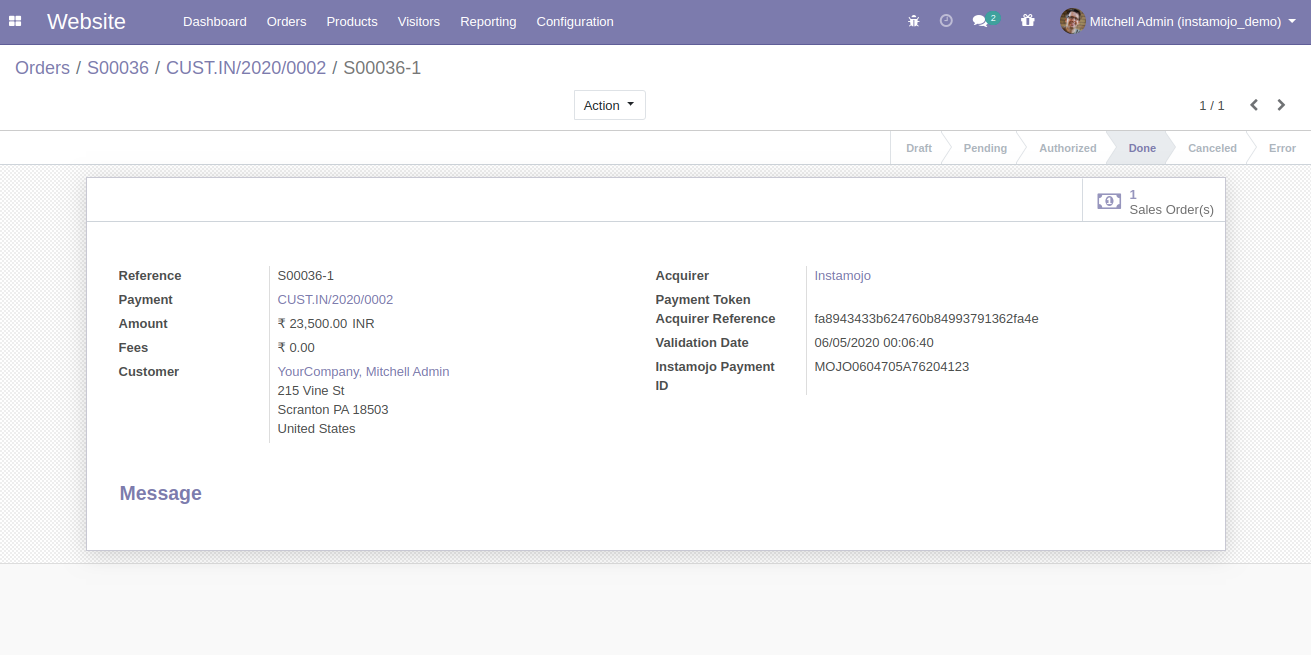 Website Dashboard Orders Products Visitors Reporting Configuration 2 Mitchell Admin (instamojo_demo)
Orders / S00036 / CUST.IN/2020/0002 / S00036-1
Action 1 / 1
Draft Pending Authorized Done Canceled Error
1
Sales Order(s)
Reference S00036-1
Payment CUST.IN/2020/0002
Amount ₹ 23,500.00 INR
Fees ₹ 0.00
Customer YourCompany, Mitchell Admin
215 Vine St
Scranton PA 18503
United States
Acquirer Instamojo
Payment Token
Acquirer Reference fa8943433b624760b84993791362fa4e
Validation Date 06/05/2020 00:06:40
Instamojo Payment MOJO0604705A76204123
ID
Message